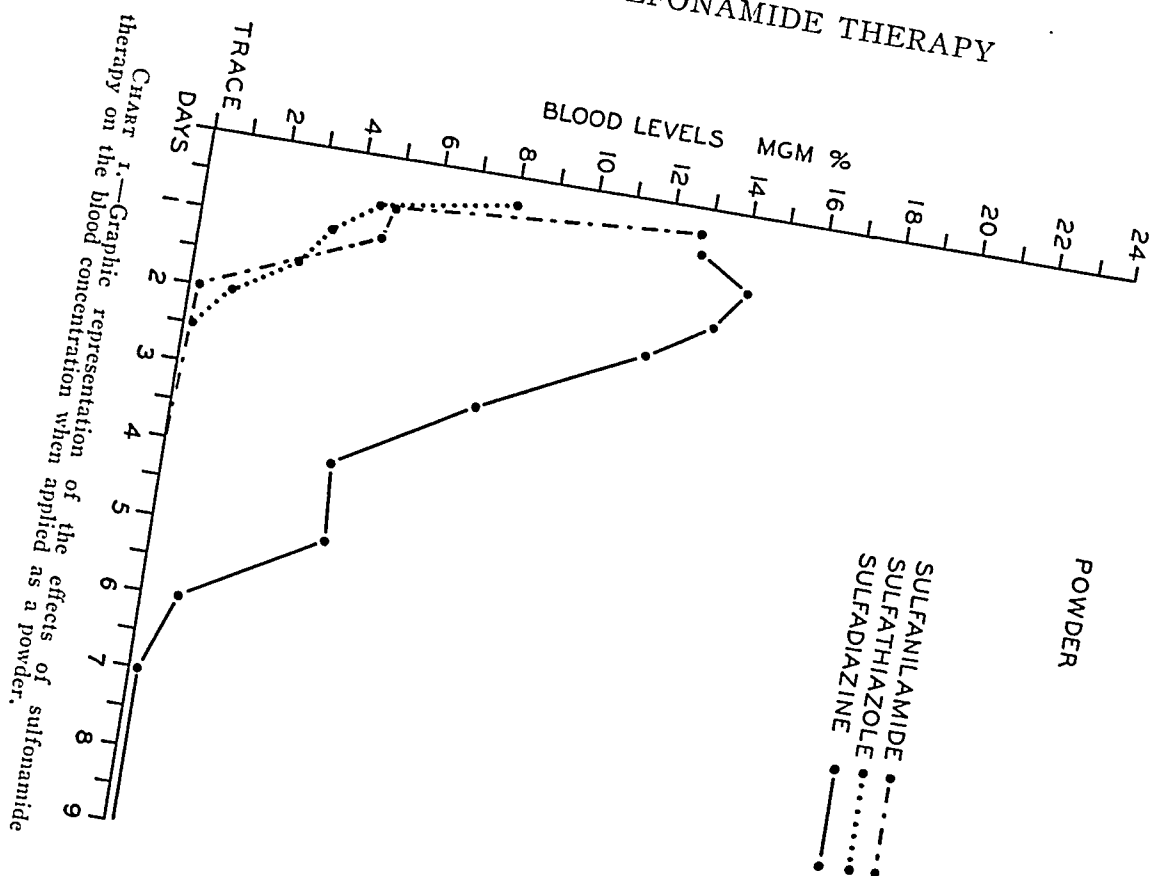 LFONAMIDE THERAPY
POWDER
SULFANILAMIDE
SULFATHIAZOLE
SULFADIAZINE
BLOOD LEVELS MGM %
24
22
20
18
16
14
12
10
8
6
4
2
TRACE
DAYS
1
2
3
4
5
6
7
8
9
CHART 1.—Graphic representation of the effects of sulfonamide
therapy on the blood concentration when applied as a powder.